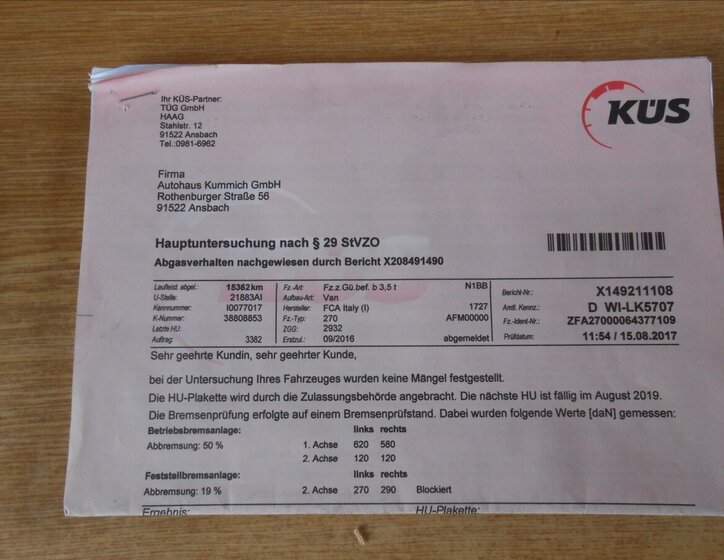 Ihr KÜS-Partner:
TÜG GmbH
HAAG
Stahlstr. 12
91522 Ansbach
Tel.:0981-6962
KÜS
Firma
Autohaus Kummich GmbH
Rothenburger Straße 56
91522 Ansbach
Hauptuntersuchung nach § 29 StVZO
Abgasverhalten nachgewiesen durch Bericht X208491490
Laufleist. abgel.: 15362km Fz.-Art: Fz.z.Gü.bef. b 3,5 t N1BB Bericht-Nr.: X149211108
U-Stelle: 21883AI Aufbau-Art: Van
Kennnummer: I0077017 Hersteller: FCA Italy (I) 1727 Amtl. Kennz.: D WI-LK5707
K-Nummer: 38808853 Fz.-Typ: 270 AFM00000 Fz.-Ident-Nr.: ZFA27000064377109
Letzte HU: ZGG: 2932
Auftrag: 3382 Erstzul.: 09/2016 abgemeldet Prüfdatum: 11:54 / 15.08.2017
Sehr geehrte Kundin, sehr geehrter Kunde,
bei der Untersuchung Ihres Fahrzeuges wurden keine Mängel festgestellt.
Die HU-Plakette wird durch die Zulassungsbehörde angebracht. Die nächste HU ist fällig im August 2019.
Die Bremsenprüfung erfolgte auf einem Bremsenprüfstand. Dabei wurden folgende Werte [daN] gemessen:
Betriebsbremsanlage: links rechts
Abbremsung: 50 % 1. Achse 620 580
2. Achse 120 120
Feststellbremsanlage: links rechts
Abbremsung: 19 % 2. Achse 270 290 Blockiert
Ergebnis: HU-Plakette: